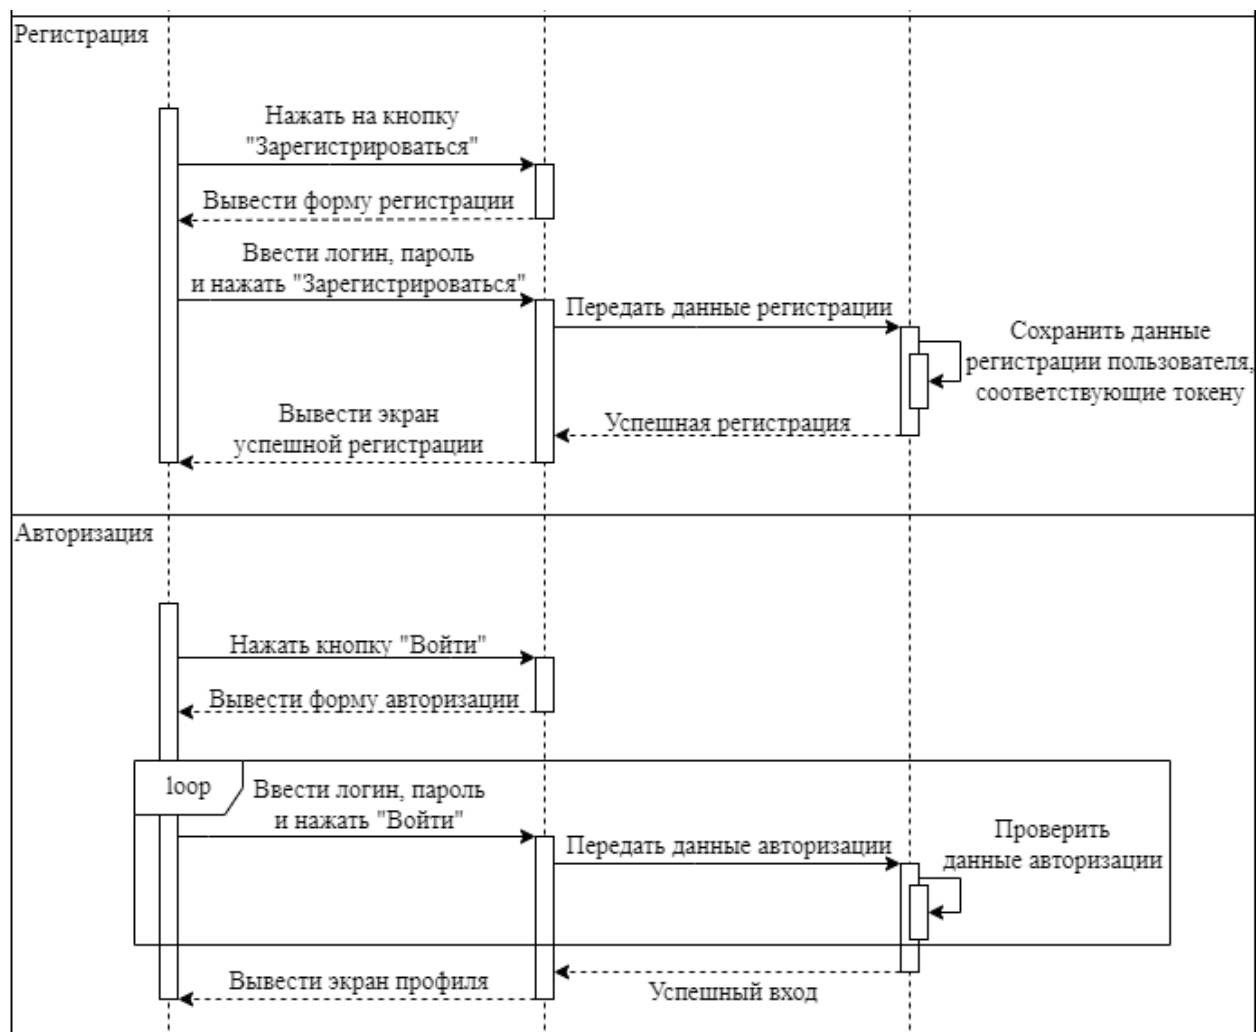 Регистрация
Нажать на кнопку
"Зарегистрироваться"
Вывести форму регистрации
Ввести логин, пароль
и нажать "Зарегистрироваться"
Передать данные регистрации
Сохранить данные
регистрации пользователя,
соответствующие токену
Успешная регистрация
Вывести экран
успешной регистрации
Авторизация
Нажать кнопку "Войти"
Вывести форму авторизации
loop
Ввести логин, пароль
и нажать "Войти"
Передать данные авторизации
Проверить
данные авторизации
Вывести экран профиля
Успешный вход